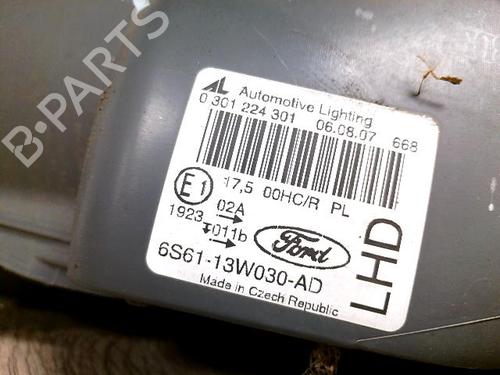 B-PARTS
AL Automotive Lighting
0 301 224 301 06.08.07 668
E1 17,5 00HC/R PL
02A
1923
011b
Ford
6S61-13W030-AD
Made in Czech Republic
LHD